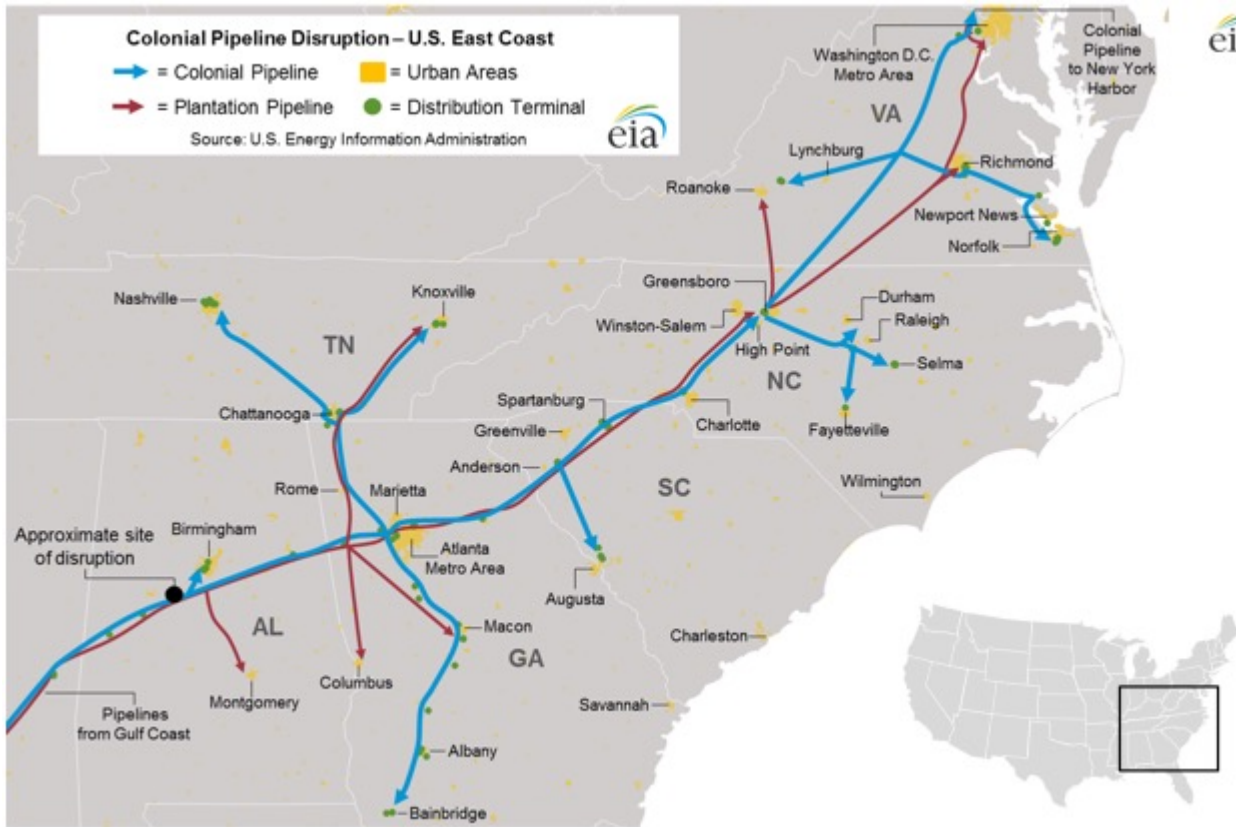 Colonial Pipeline Disruption – U.S. East Coast
= Colonial Pipeline
= Urban Areas
= Plantation Pipeline
= Distribution Terminal
Source: U.S. Energy Information Administration
eia
Washington D.C.
Metro Area
Colonial
Pipeline
to New York
Harbor
VA
Lynchburg
Richmond
Roanoke
Newport News
Norfolk
Nashville
Knoxville
Greensboro
Durham
Raleigh
Winston-Salem
High Point
TN
NC
Selma
Chattanooga
Spartanburg
Charlotte
Fayetteville
Greenville
Anderson
SC
Wilmington
Rome
Marietta
Approximate site
of disruption
Birmingham
Atlanta
Metro Area
Augusta
AL
Macon
GA
Charleston
Columbus
Montgomery
Savannah
Pipelines
from Gulf Coast
Albany
Bainbridge